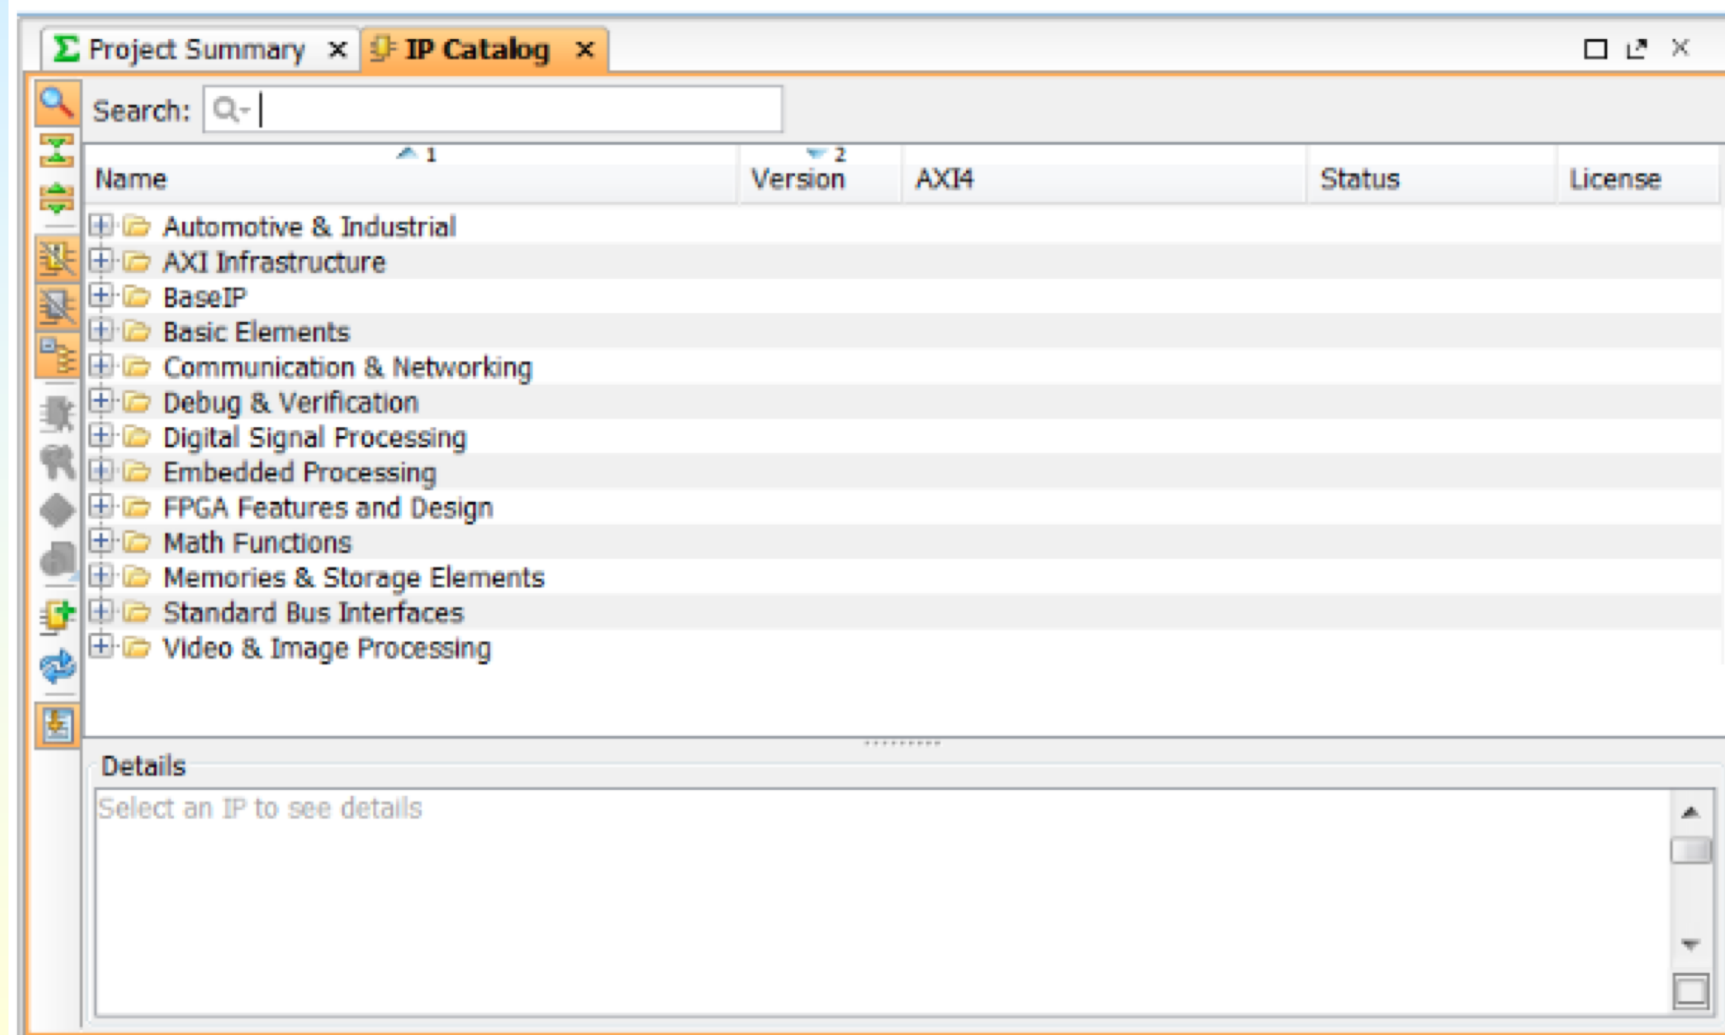 Project Summary IP Catalog
Search:
1 2
Name Version AXI4 Status License
Automotive & Industrial
AXI Infrastructure
BaseIP
Basic Elements
Communication & Networking
Debug & Verification
Digital Signal Processing
Embedded Processing
FPGA Features and Design
Math Functions
Memories & Storage Elements
Standard Bus Interfaces
Video & Image Processing
Details
Select an IP to see details